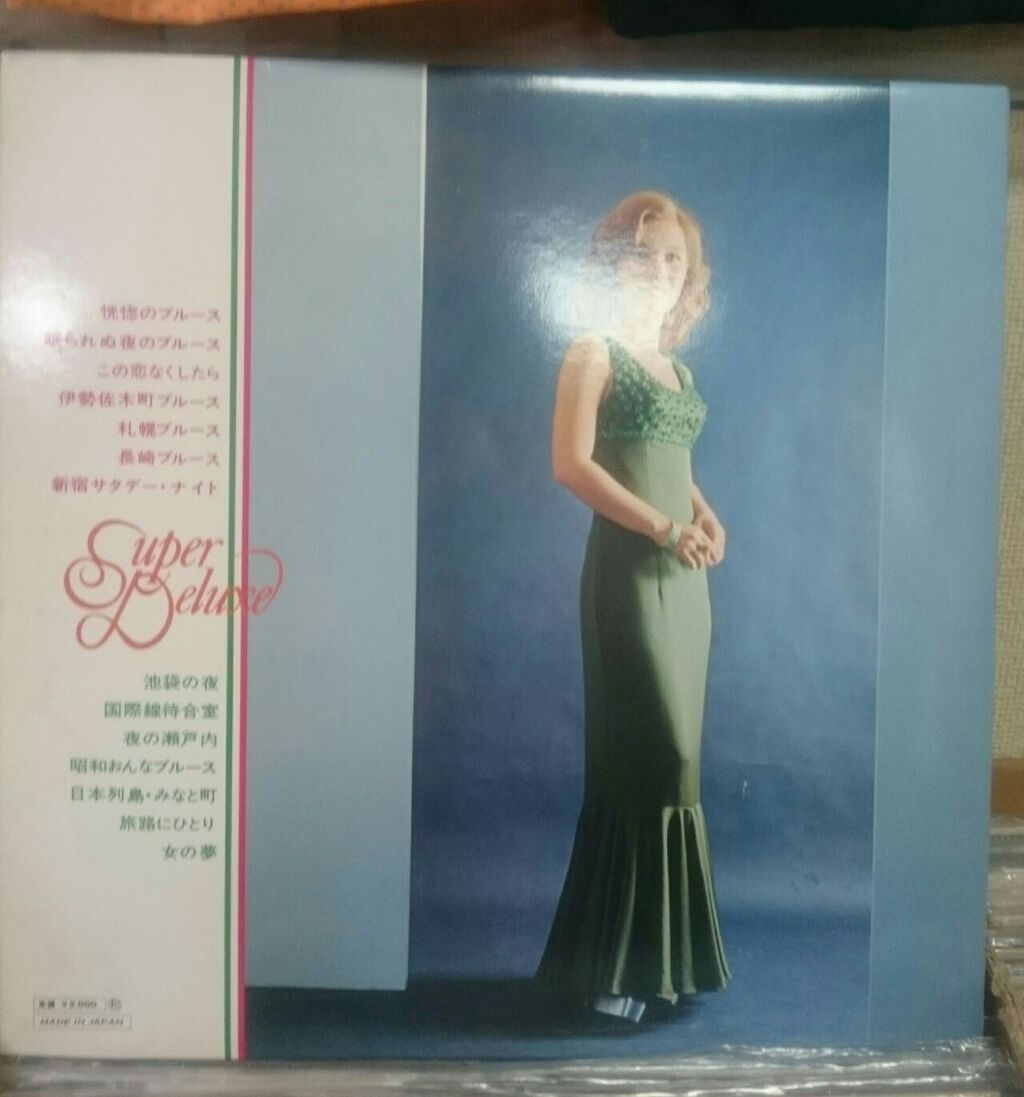 恍惚のブルース
眠られぬ夜のブルース
この恋なくしたら
伊勢佐木町ブルース
札幌ブルース
長崎ブルース
新宿サタデー・ナイト
Super
Deluxe
池袋の夜
国際線待合室
夜の瀬戸内
昭和おんなブルース
日本列島・みなと町
旅路にひとり
女の夢
定価 ¥2,000
MADE IN JAPAN